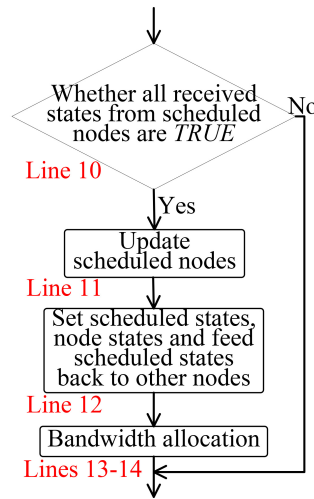 Whether all received
states from scheduled
nodes are TRUE
No
Line 10
Yes
Update
scheduled nodes
Line 11
Set scheduled states,
node states and feed
scheduled states
back to other nodes
Line 12
Bandwidth allocation
Lines 13-14